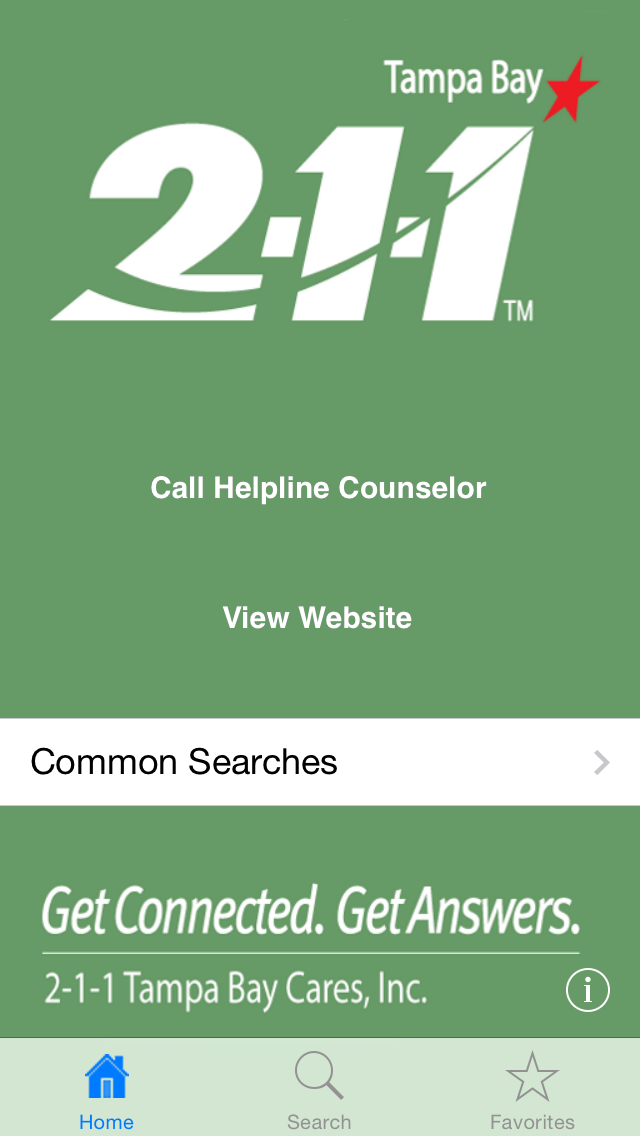 Tampa Bay
2-1-1
TM
Call Helpline Counselor
View Website
Common Searches
Get Connected. Get Answers.
2-1-1 Tampa Bay Cares, Inc.
i
Home
Search
Favorites